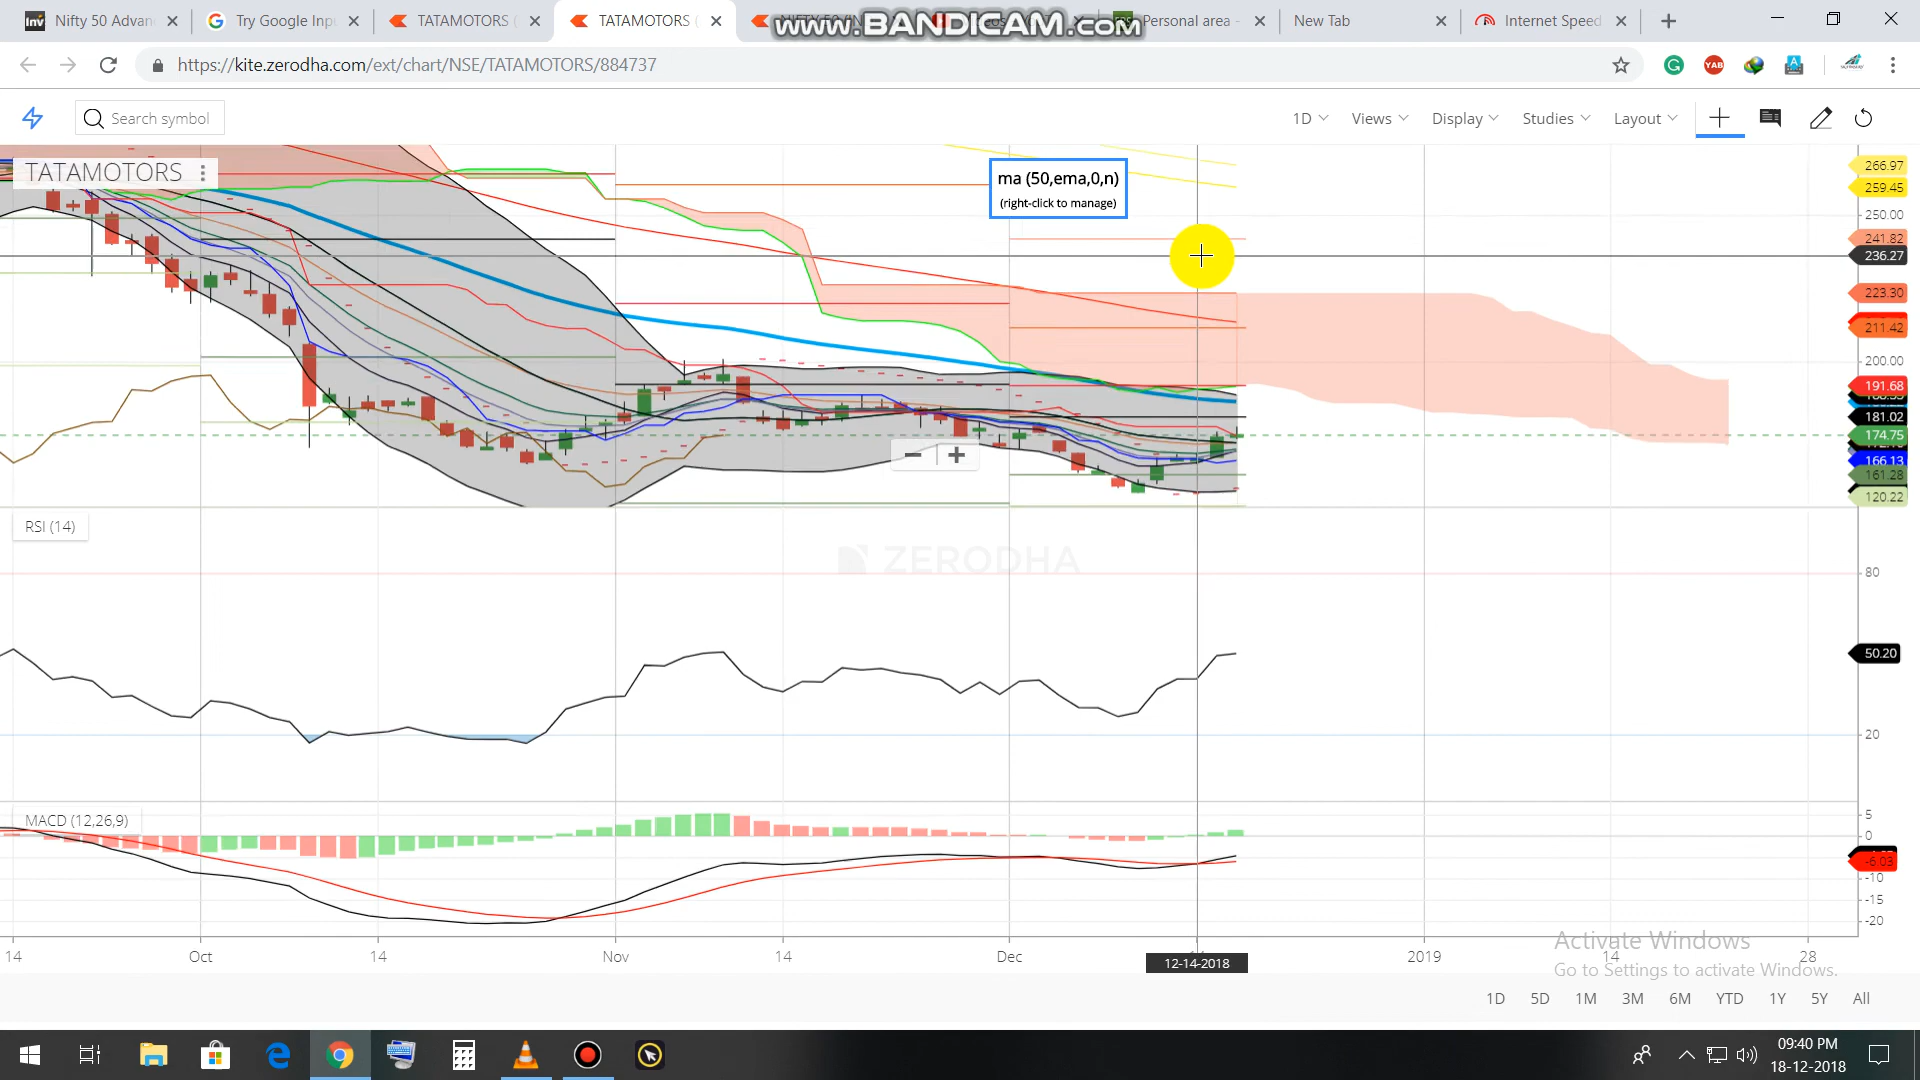 Nifty 50 Advan
Try Google Inpu
TATAMOTORS (
TATAMOTORS (
NIFTY 50 (IN
www.BANDICAM.com
Personal area -
New Tab
Internet Speed
https://kite.zerodha.com/ext/chart/NSE/TATAMOTORS/884737
YAB
Search symbol
1D
Views
Display
Studies
Layout
TATAMOTORS
ma (50,ema,0,n)
(right-click to manage)
266.97
259.45
250.00
241.82
236.27
223.30
211.42
200.00
191.68
181.02
174.75
166.13
161.28
120.22
RSI (14)
ZERODHA
80
50.20
20
MACD (12,26,9)
5
0
-6.03
-10
-15
-20
14
Oct
14
Nov
14
Dec
12-14-2018
2019
14
28
Activate Windows
Go to Settings to activate Windows.
1D
5D
1M
3M
6M
YTD
1Y
5Y
All
09:40 PM
18-12-2018